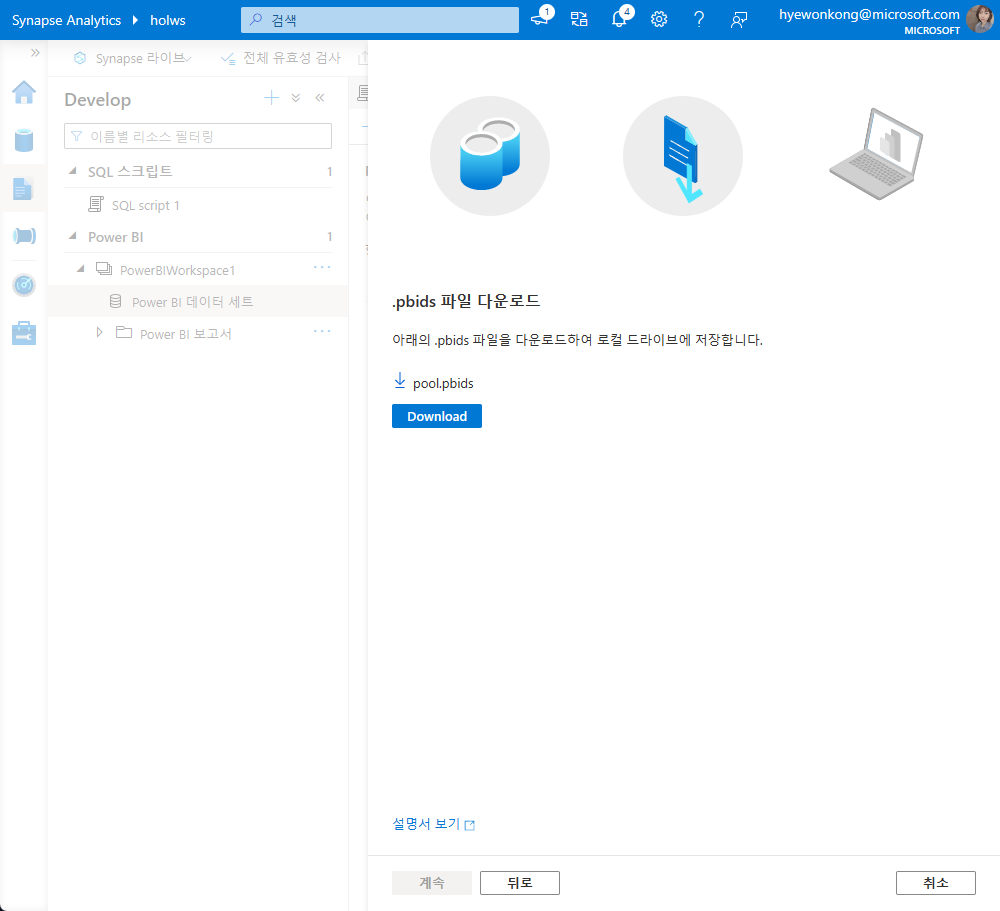 Synapse Analytics
holws
검색
1
4
hyewonkong@microsoft.com
MICROSOFT
Synapse 라이브
전체 유효성 검사
Develop
이름별 리소스 필터링
SQL 스크립트 1
SQL script 1
Power BI 1
PowerBIWorkspace1
Power BI 데이터 세트
Power BI 보고서
.pbids 파일 다운로드
아래의 .pbids 파일을 다운로드하여 로컬 드라이브에 저장합니다.
pool.pbids
Download
설명서 보기
계속
뒤로
취소